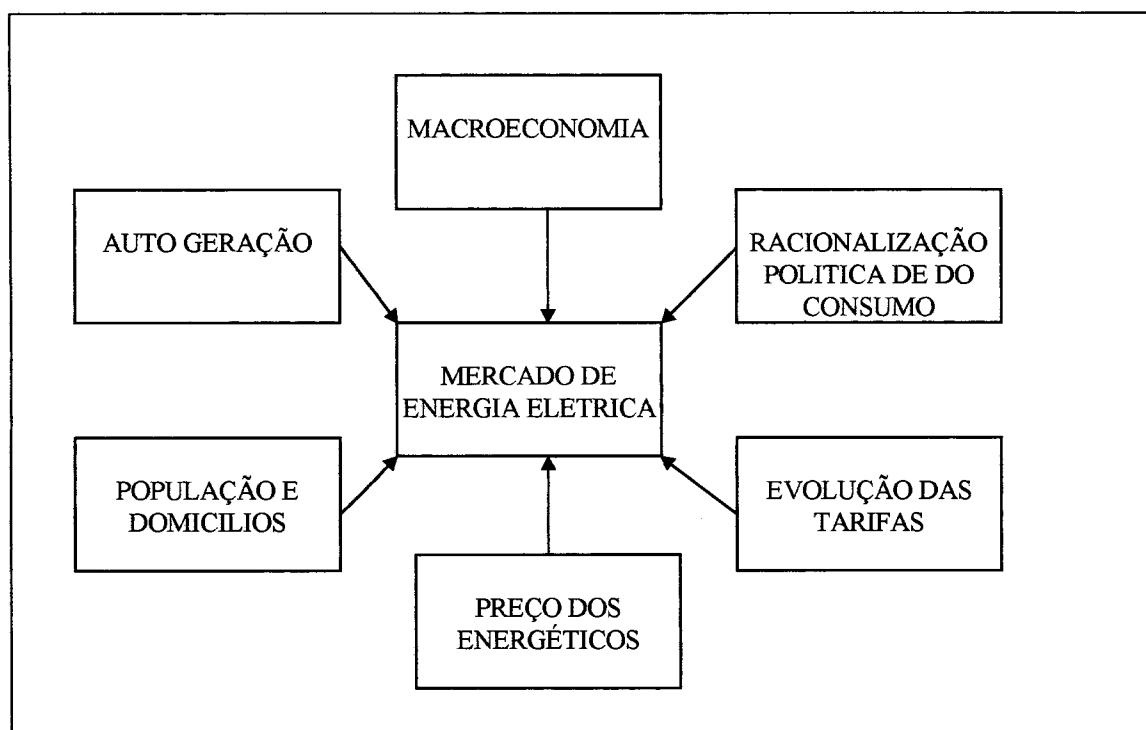 MACROECONOMIA
AUTO GERAÇÃO
RACIONALIZAÇÃO
POLITICA DE DO
CONSUMO
MERCADO DE
ENERGIA ELETRICA
POPULAÇÃO E
DOMICILIOS
EVOLUÇÃO DAS
TARIFAS
PREÇO DOS
ENERGÉTICOS